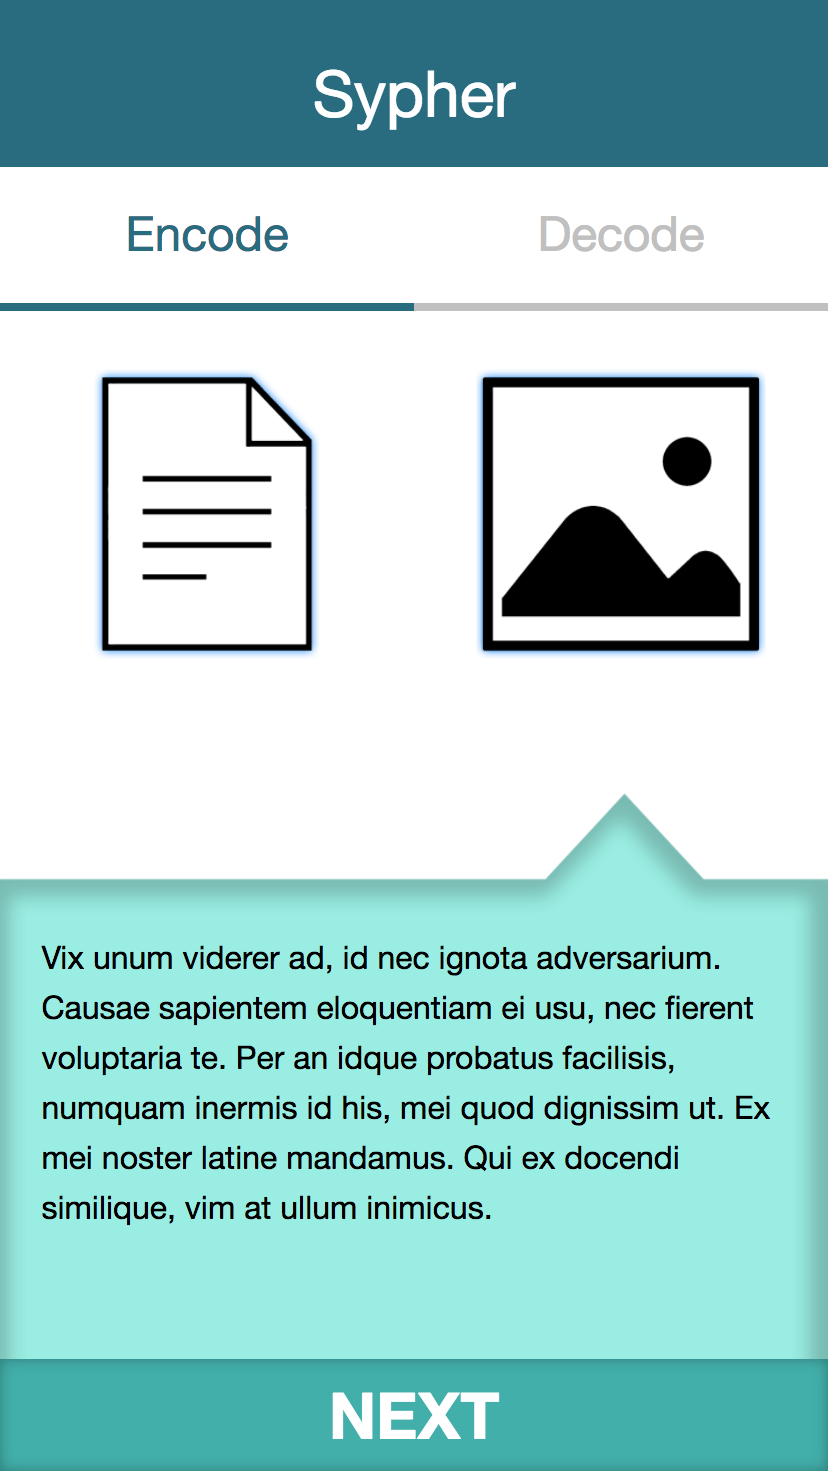 Sypher
Encode
Decode
Vix unum viderer ad, id nec ignota adversarium.
Causae sapientem eloquentiam ei usu, nec fierent
voluptaria te. Per an idque probatus facilisis,
numquam inermis id his, mei quod dignissim ut. Ex
mei noster latine mandamus. Qui ex docendi
similique, vim at ullum inimicus.
NEXT